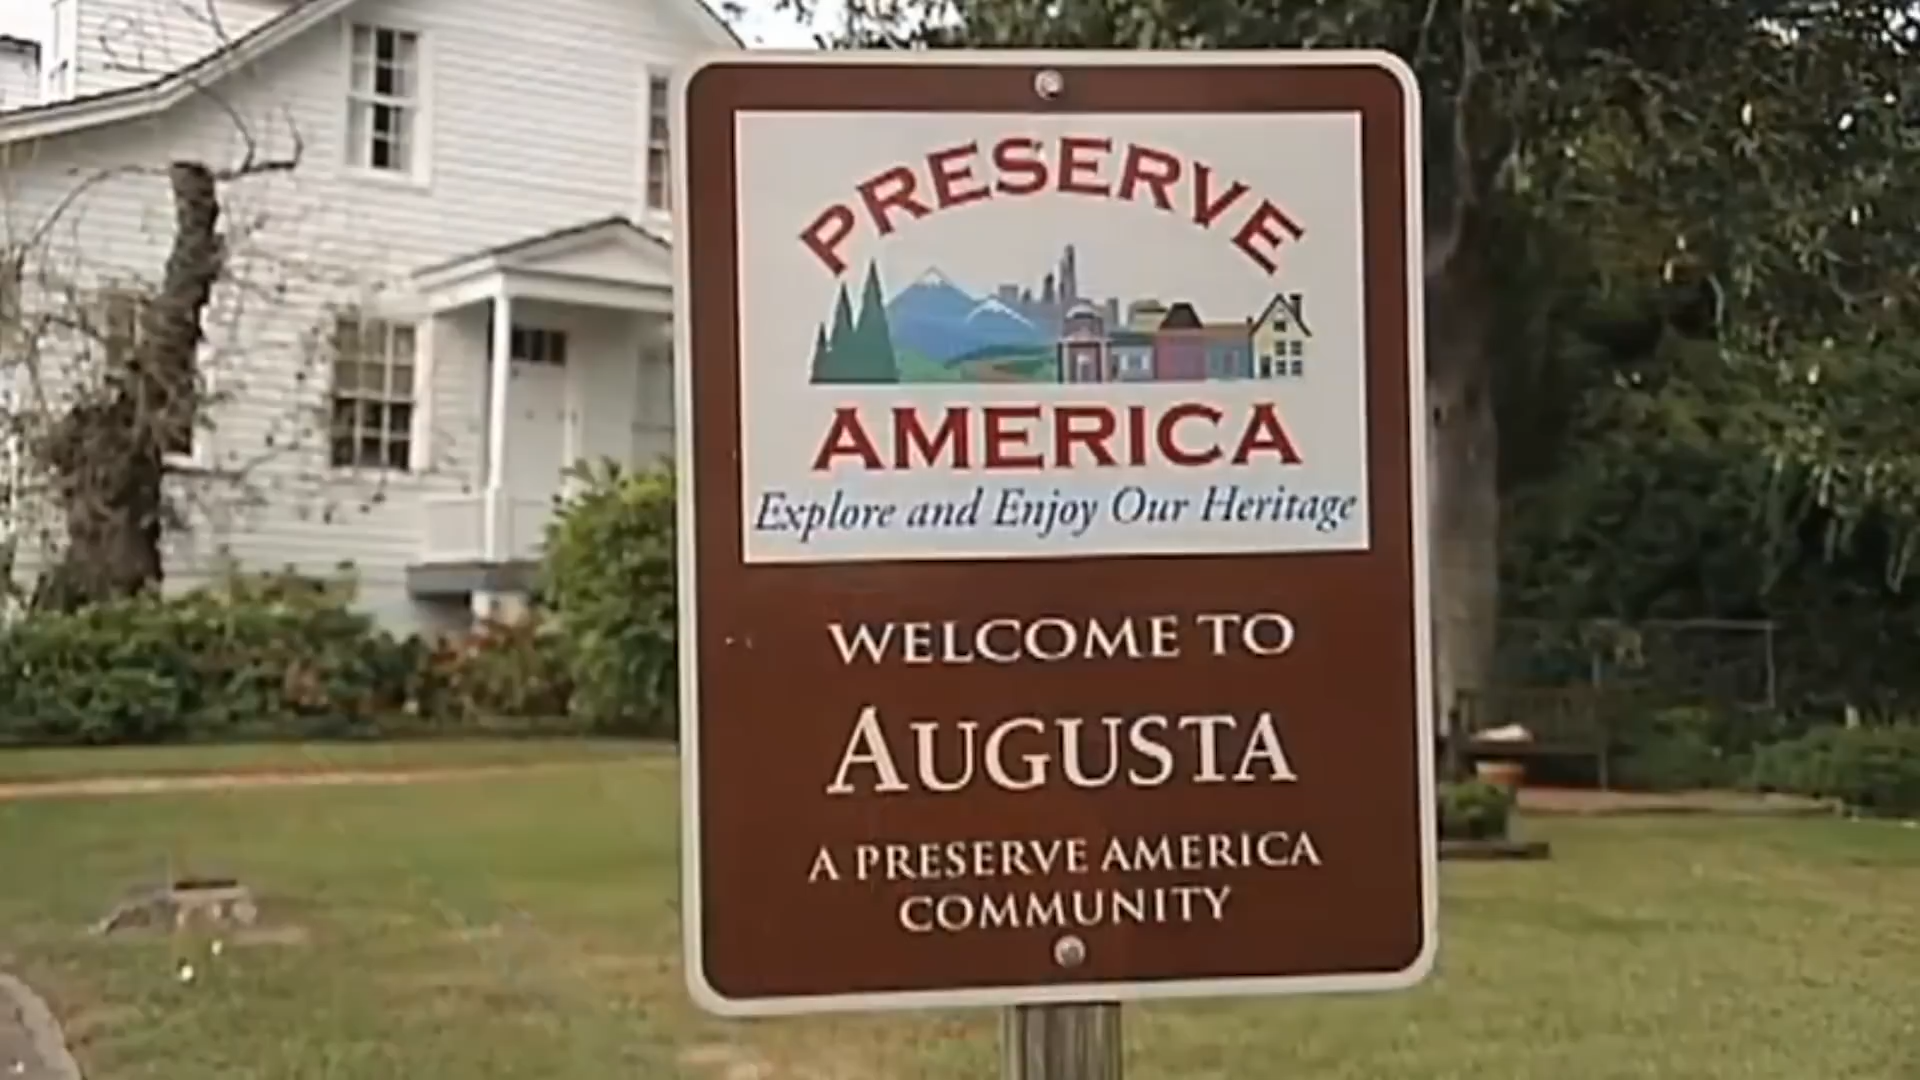 PRESERVE
AMERICA
Explore and Enjoy Our Heritage
WELCOME TO
AUGUSTA
A PRESERVE AMERICA
COMMUNITY